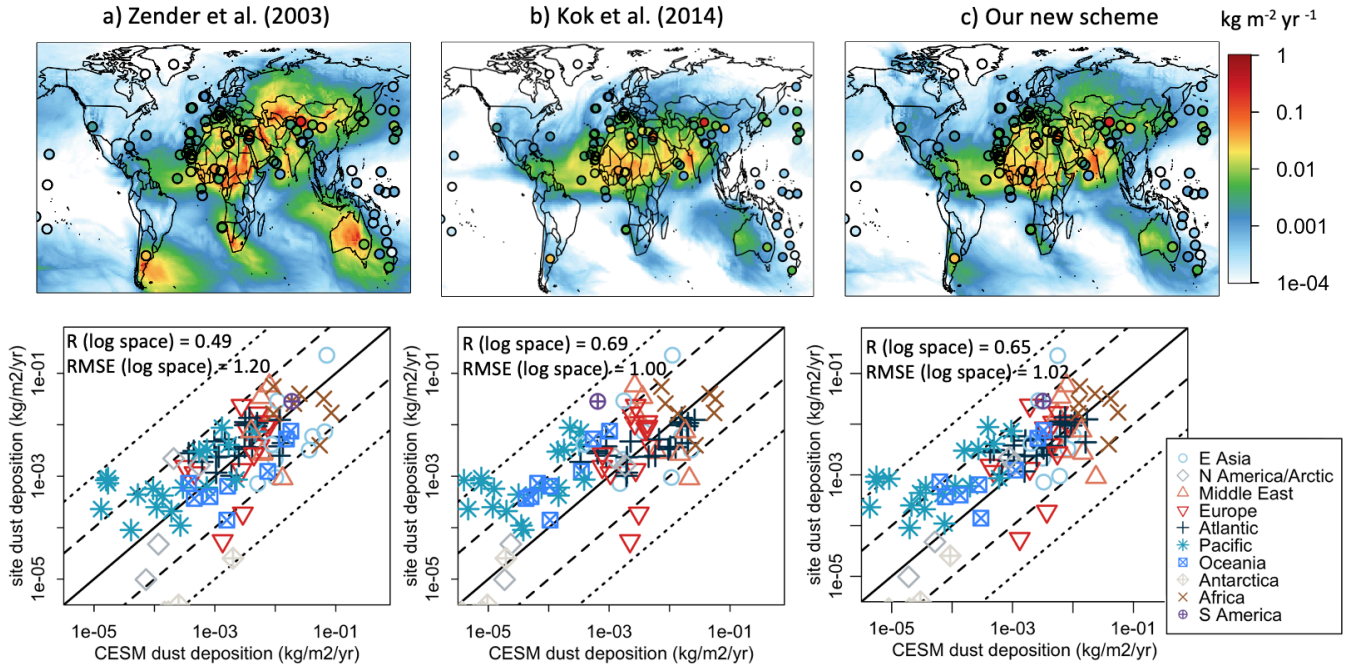 a) Zender et al. (2003)
b) Kok et al. (2014)
c) Our new scheme
kg m-2 yr -1
1
0.1
0.01
0.001
1e-04
R (log space) = 0.49
RMSE (log space) = 1.20
site dust deposition (kg/m2/yr)
1e-05
1e-03
1e-01
1e-05
1e-03
1e-01
CESM dust deposition (kg/m2/yr)
R (log space) = 0.69
RMSE (log space) = 1.00
site dust deposition (kg/m2/yr)
1e-05
1e-03
1e-01
1e-05
1e-03
1e-01
CESM dust deposition (kg/m2/yr)
R (log space) = 0.65
RMSE (log space) = 1.02
site dust deposition (kg/m2/yr)
1e-05
1e-03
1e-01
1e-05
1e-03
1e-01
CESM dust deposition (kg/m2/yr)
E Asia
N America/Arctic
Middle East
Europe
Atlantic
Pacific
Oceania
Antarctica
Africa
S America